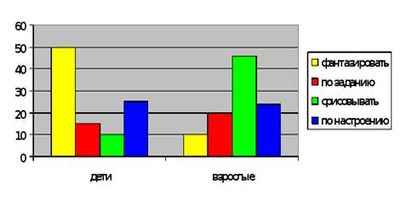 60
50
40
30
20
10
0
дети
взрослые
фантазировать
по заданию
срисовывать
по настроению